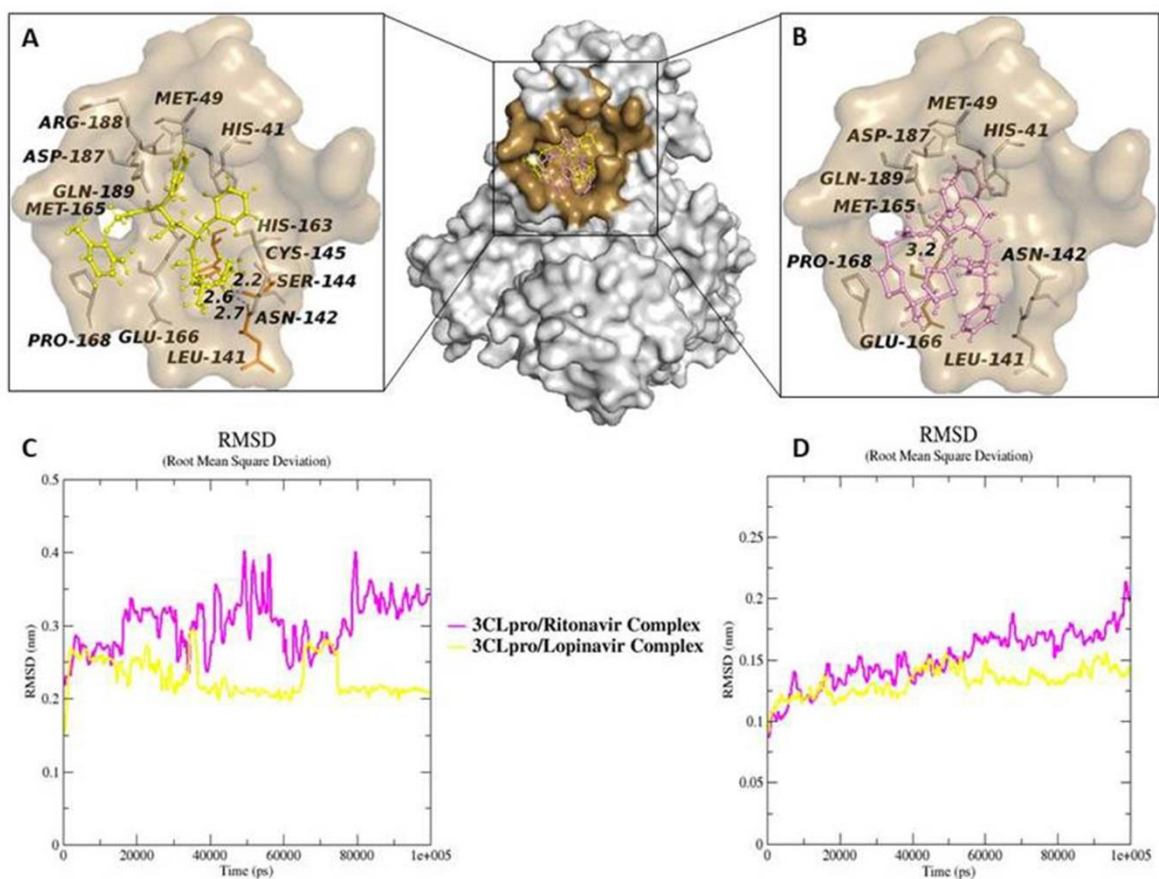 A
MET-49
ARG-188
HIS-41
ASP-187
GLN-189
MET-165
HIS-163
CYS-145
2.2
SER-144
2.6
2.7
ASN-142
PRO-168
GLU-166
LEU-141
B
MET-49
ASP-187
HIS-41
GLN-189
MET-165
3.2
ASN-142
PRO-168
GLU-166
LEU-141
C
RMSD
(Root Mean Square Deviation)
0.5
0.4
0.3
0.2
0.1
0
RMSD (nm)
0
20000
40000
60000
80000
1e+005
Time (ps)
3CLpro/Ritonavir Complex
3CLpro/Lopinavir Complex
D
RMSD
(Root Mean Square Deviation)
0.25
0.2
0.15
0.1
0.05
0
RMSD (nm)
0
20000
40000
60000
80000
1e+005
Time (ps)